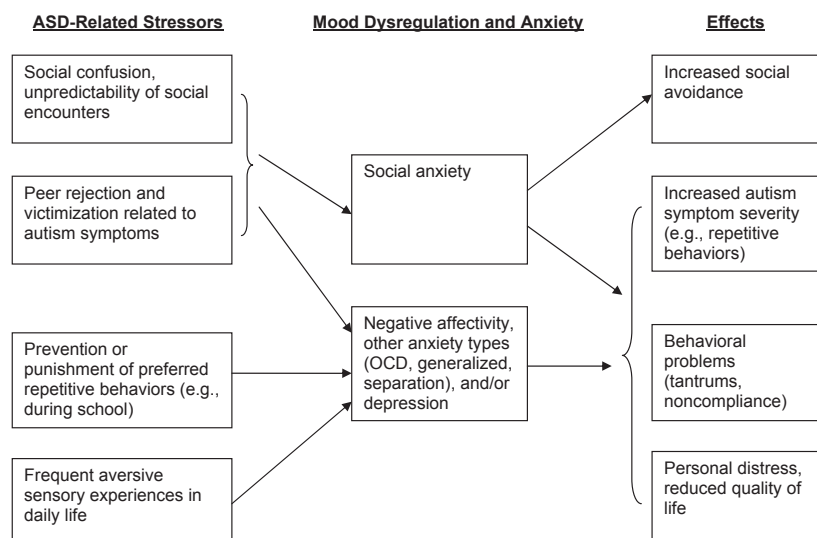 ASD-Related Stressors
Mood Dysregulation and Anxiety
Effects
Social confusion,
unpredictability of social
encounters
Peer rejection and
victimization related to
autism symptoms
Prevention or
punishment of preferred
repetitive behaviors (e.g.,
during school)
Frequent aversive
sensory experiences in
daily life
Social anxiety
Negative affectivity,
other anxiety types
(OCD, generalized,
separation), and/or
depression
Increased social
avoidance
Increased autism
symptom severity
(e.g., repetitive
behaviors)
Behavioral
problems
(tantrums,
noncompliance)
Personal distress,
reduced quality of
life